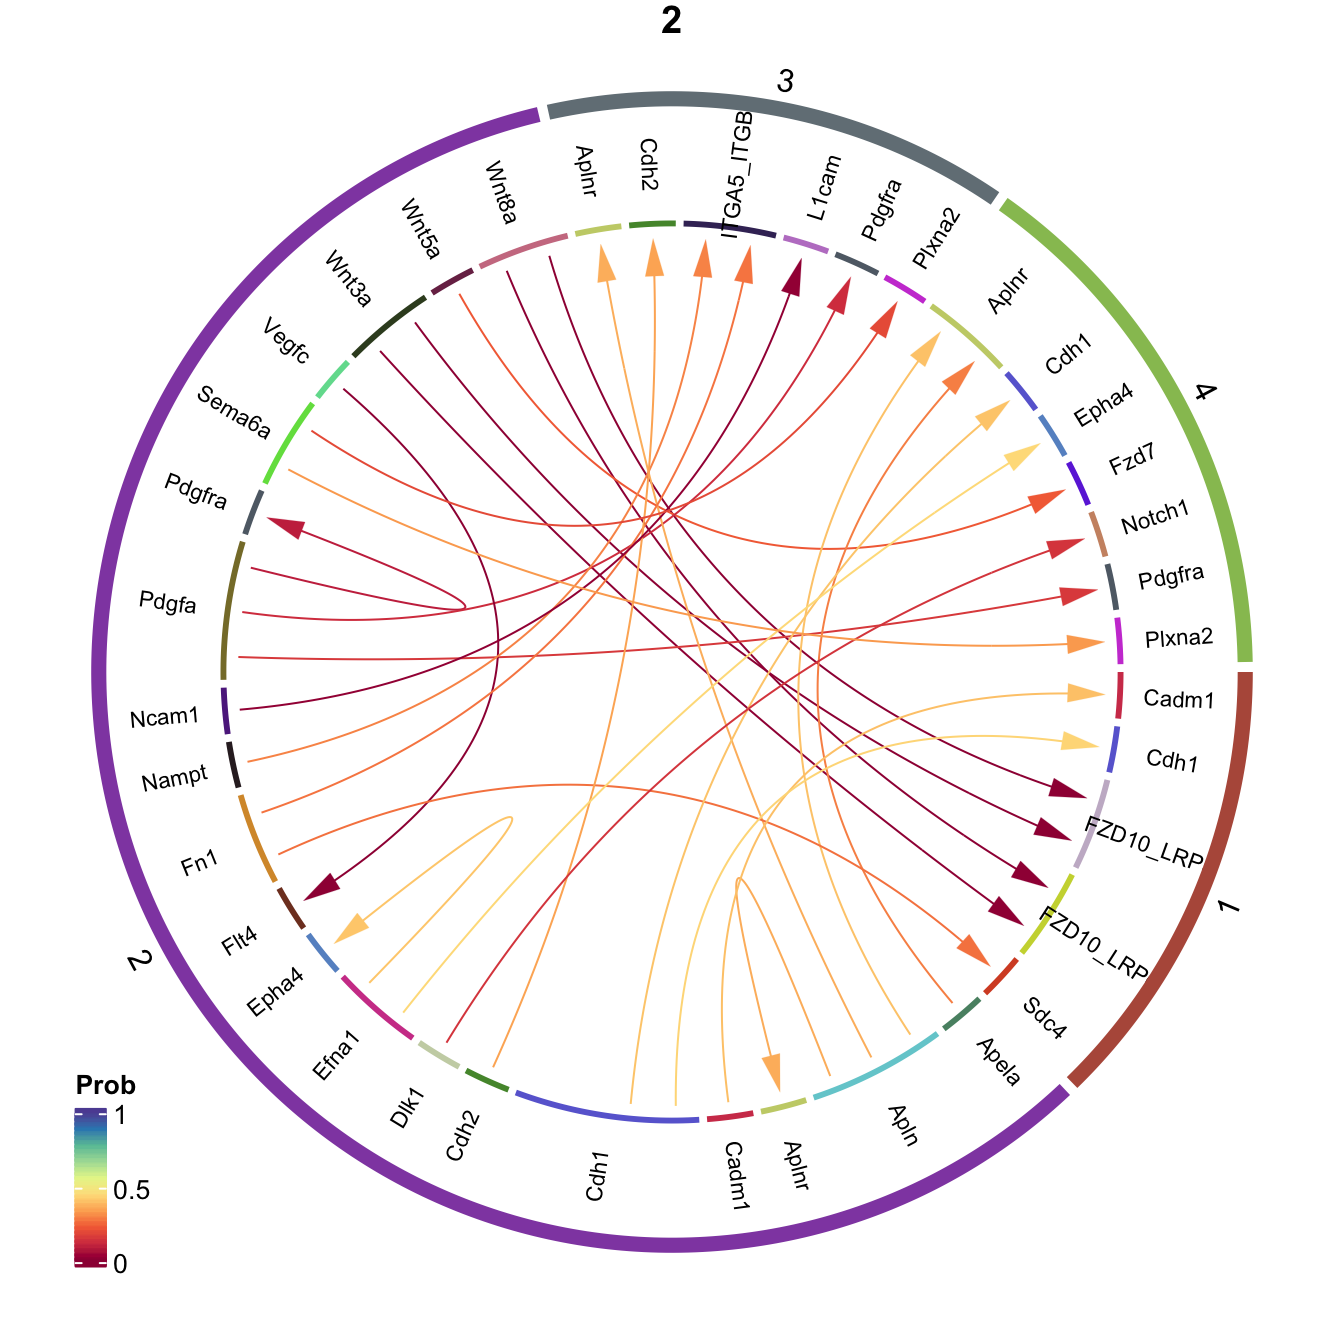 2
3
4
1
2
Aplnr
Cdh2
ITGA5_ITGB
L1cam
Pdgfra
Plxna2
Aplnr
Cdh1
Epha4
Fzd7
Notch1
Pdgfra
Plxna2
Cadm1
Cdh1
FZD10_LRP
FZD10_LRP
Sdc4
Apela
Apln
Aplnr
Cadm1
Cdh1
Cdh2
Dlk1
Efna1
Epha4
Flt4
Fn1
Nampt
Ncam1
Pdgfa
Pdgfra
Sema6a
Vegfc
Wnt3a
Wnt5a
Wnt8a
Prob
1
0.5
0